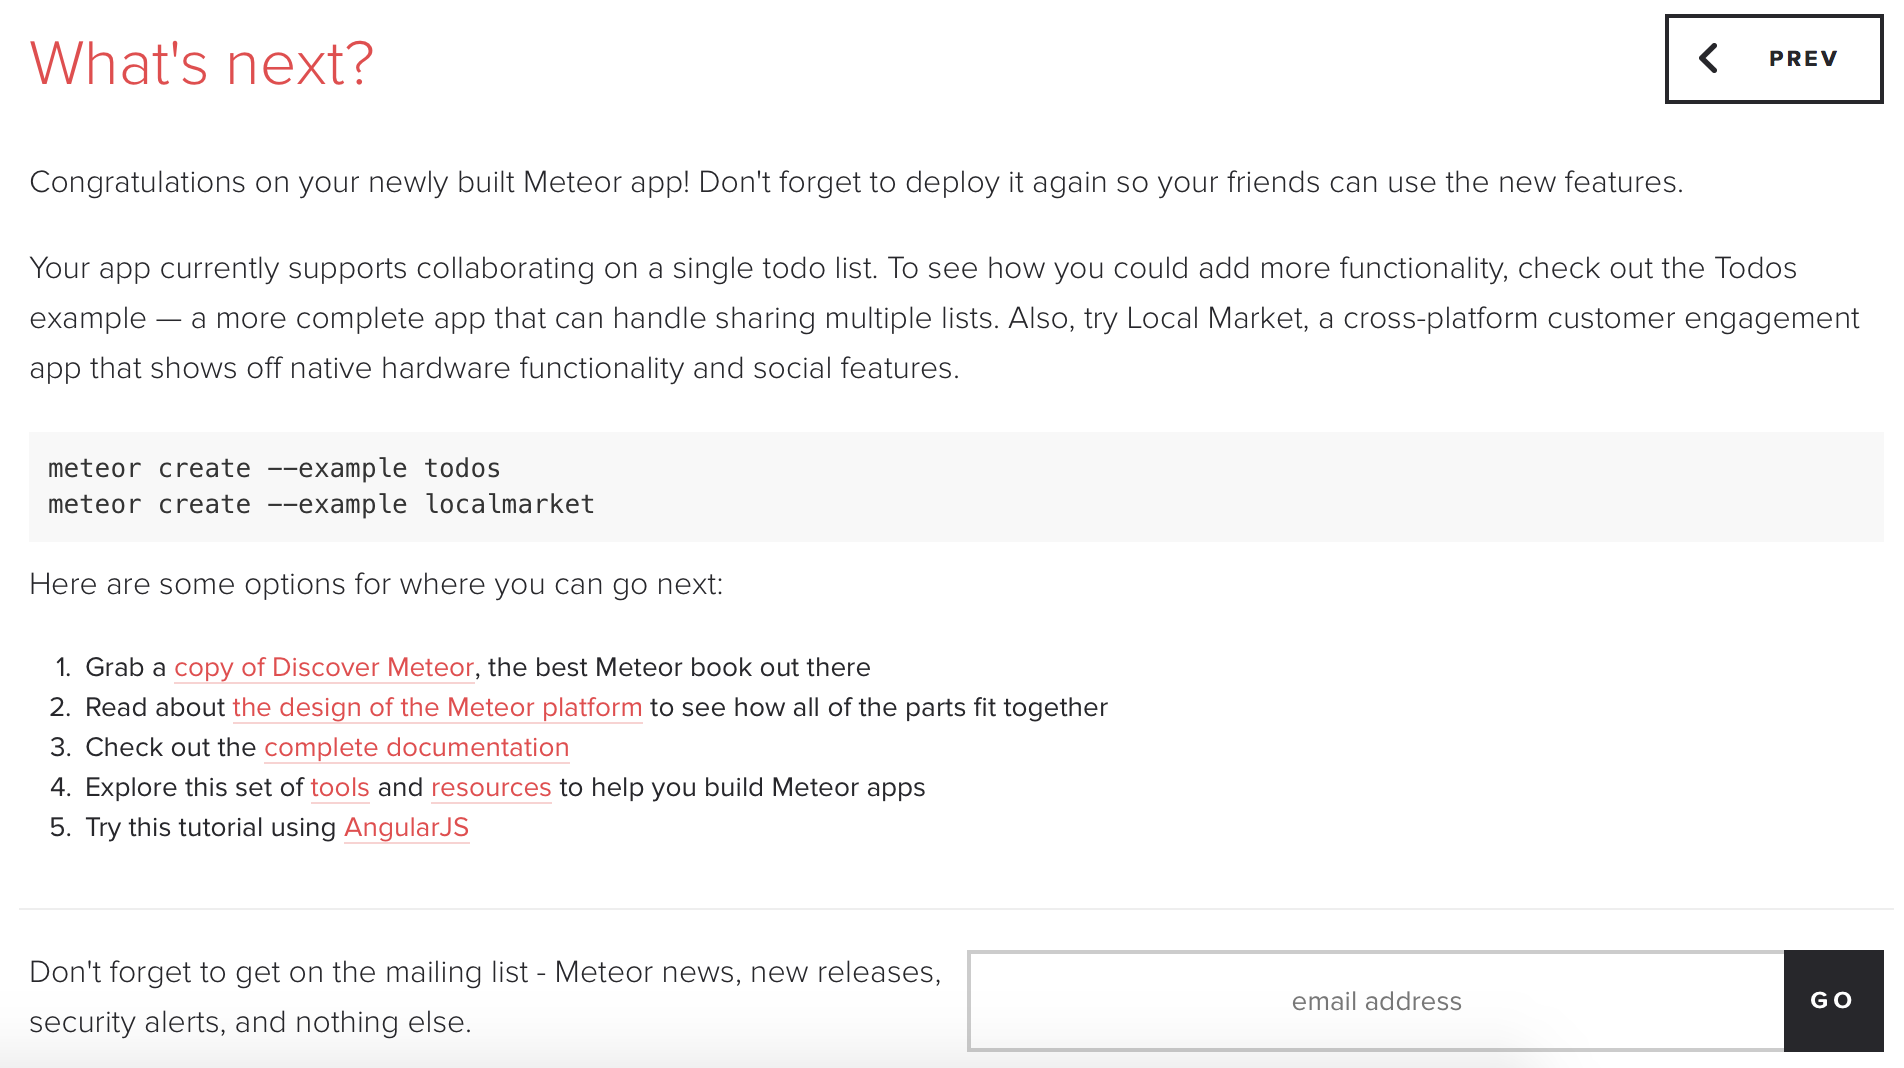 What's next?
PREV
Congratulations on your newly built Meteor app! Don't forget to deploy it again so your friends can use the new features.
Your app currently supports collaborating on a single todo list. To see how you could add more functionality, check out the Todos
example — a more complete app that can handle sharing multiple lists. Also, try Local Market, a cross-platform customer engagement
app that shows off native hardware functionality and social features.
meteor create --example todos
meteor create --example localmarket
Here are some options for where you can go next:
1. Grab a copy of Discover Meteor, the best Meteor book out there
2. Read about the design of the Meteor platform to see how all of the parts fit together
3. Check out the complete documentation
4. Explore this set of tools and resources to help you build Meteor apps
5. Try this tutorial using AngularJS
Don't forget to get on the mailing list - Meteor news, new releases,
security alerts, and nothing else.
email address
GO